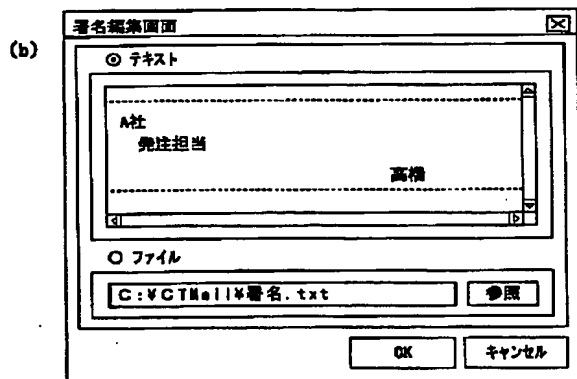 (b)
署名編集画面
テキスト
A社
発注担当
高橋
ファイル
C:¥CTMail¥署名.txt
参照
OK
キャンセル